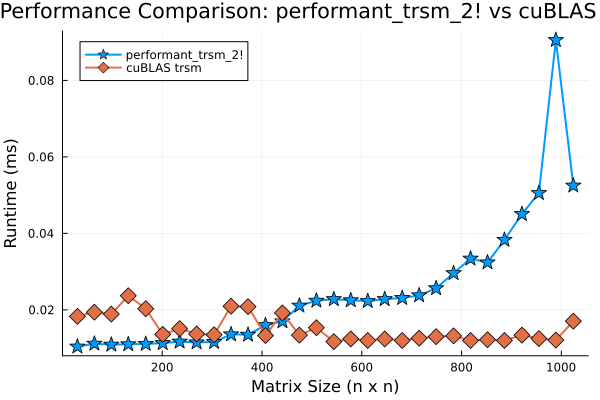 Performance Comparison: performant_trsm_2! vs cuBLAS
performant_trsm_2!
cuBLAS trsm
0.08
0.06
0.04
0.02
Runtime (ms)
200
400
600
800
1000
Matrix Size (n x n)